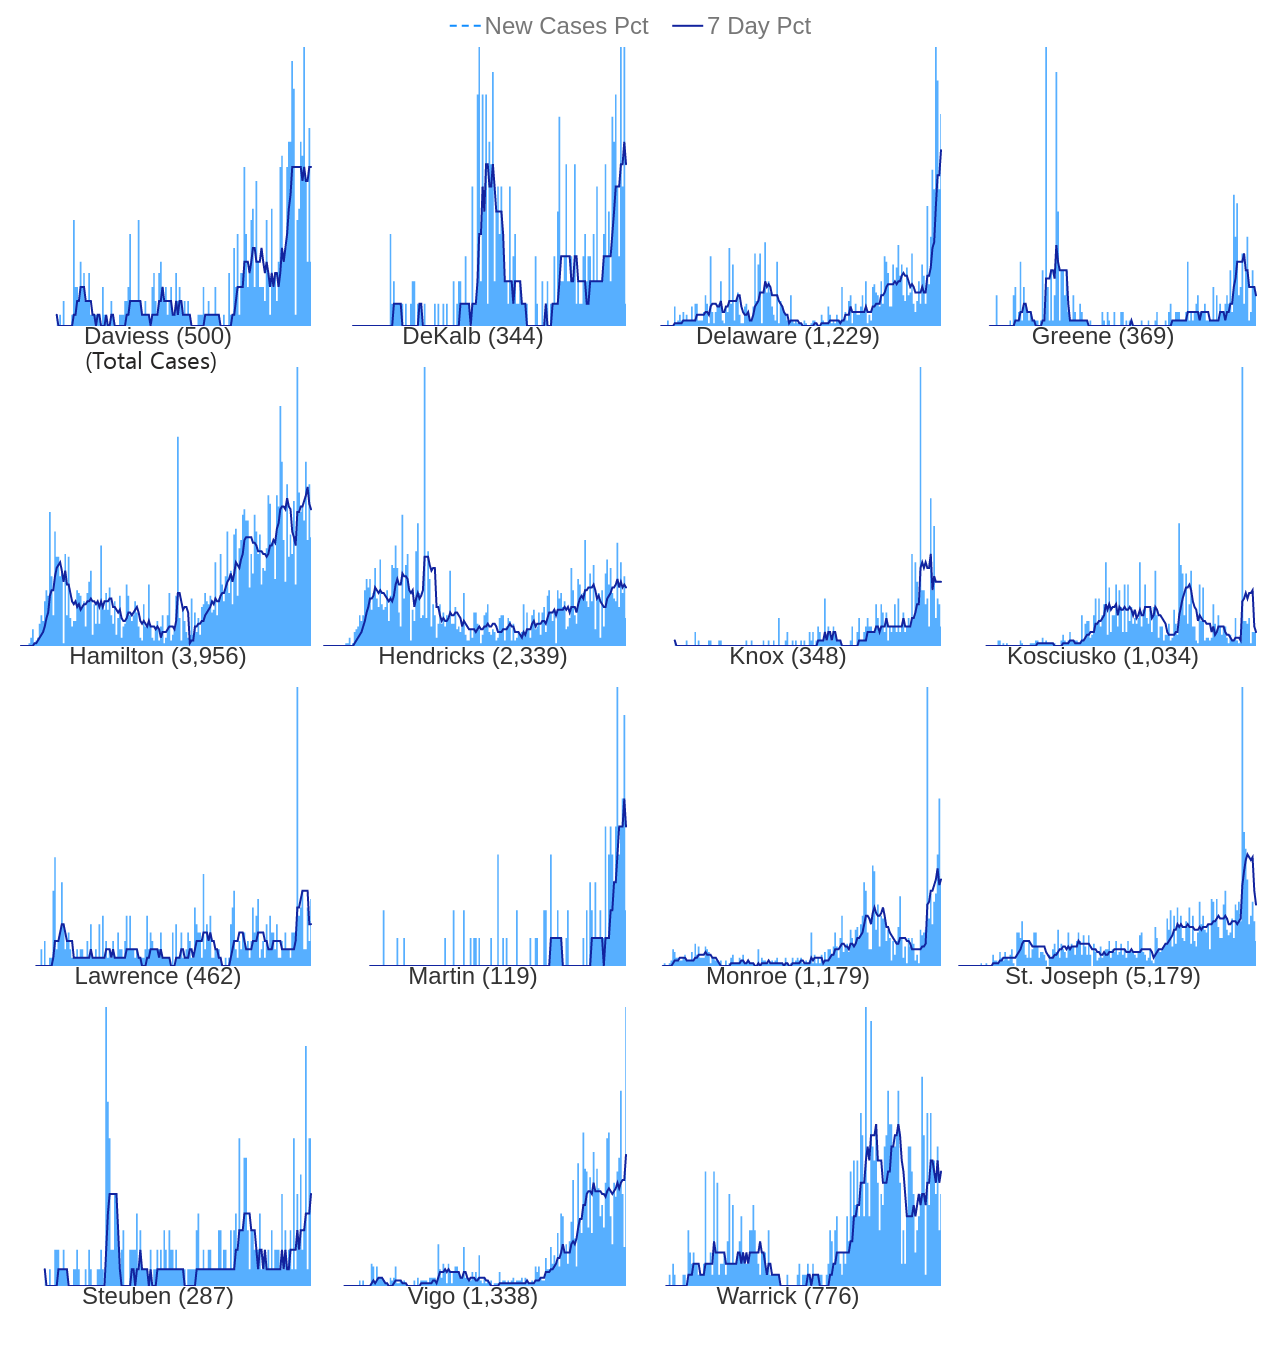 New Cases Pct 7 Day Pct
Daviess (500) DeKalb (344) Delaware (1,229) Greene (369)
(Total Cases)
Hamilton (3,956) Hendricks (2,339) Knox (348) Kosciusko (1,034)
Lawrence (462) Martin (119) Monroe (1,179) St. Joseph (5,179)
Steuben (287) Vigo (1,338) Warrick (776)